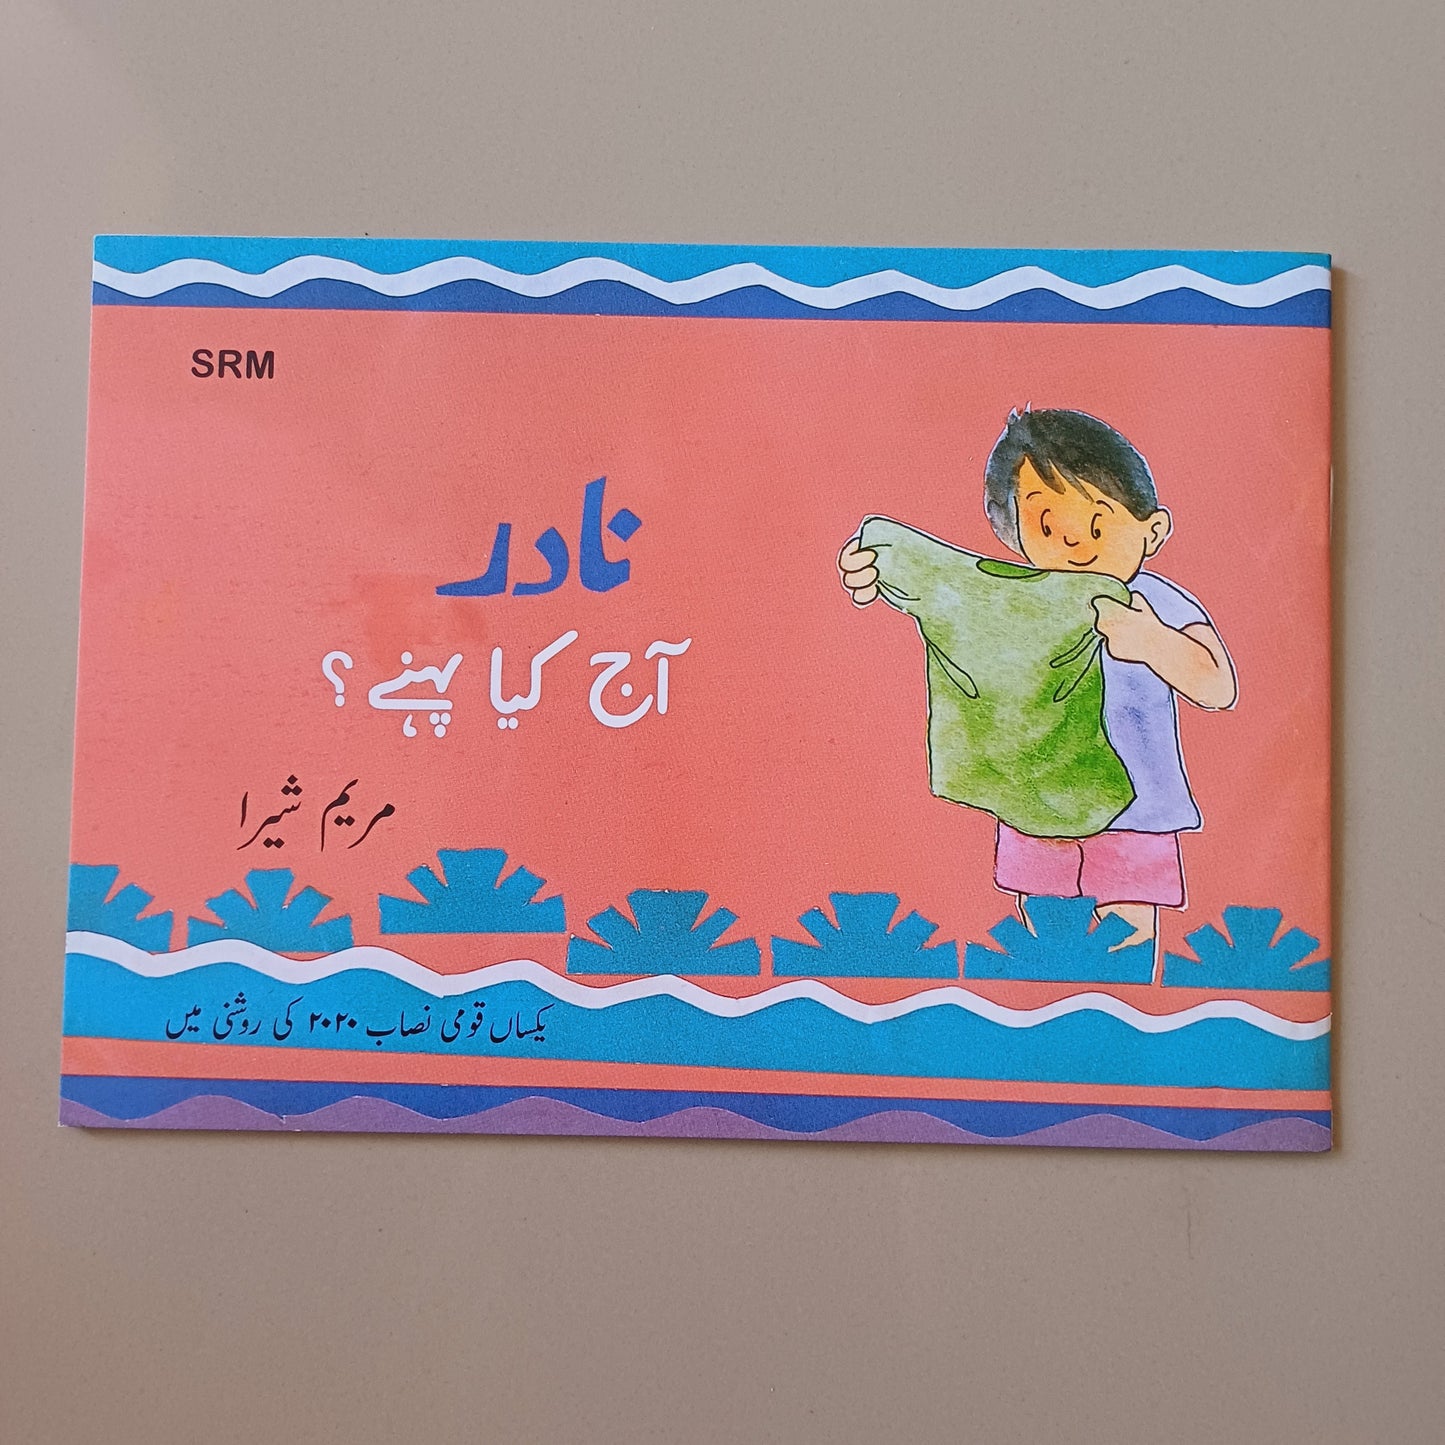 SRM
نادر
آج کیا پہنے؟
مریم شیرا
یکساں قومی نصاب ۲۰۲۰ کی روشنی میں